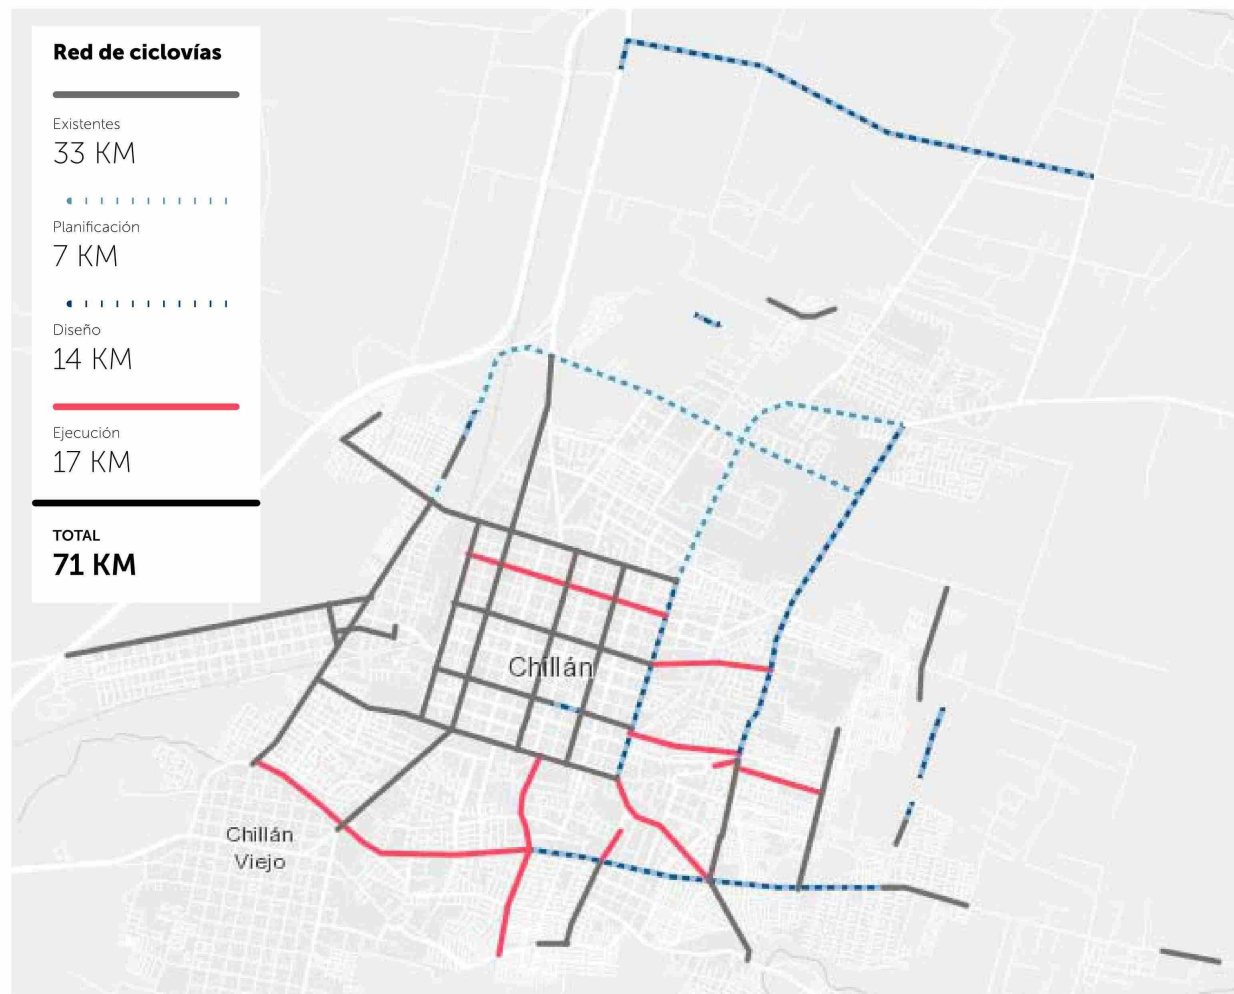 Red de ciclovías
Existentes
33 KM
Planificación
7 KM
Diseño
14 KM
Ejecución
17 KM
TOTAL
71 KM
Chillán
Chillán
Viejo